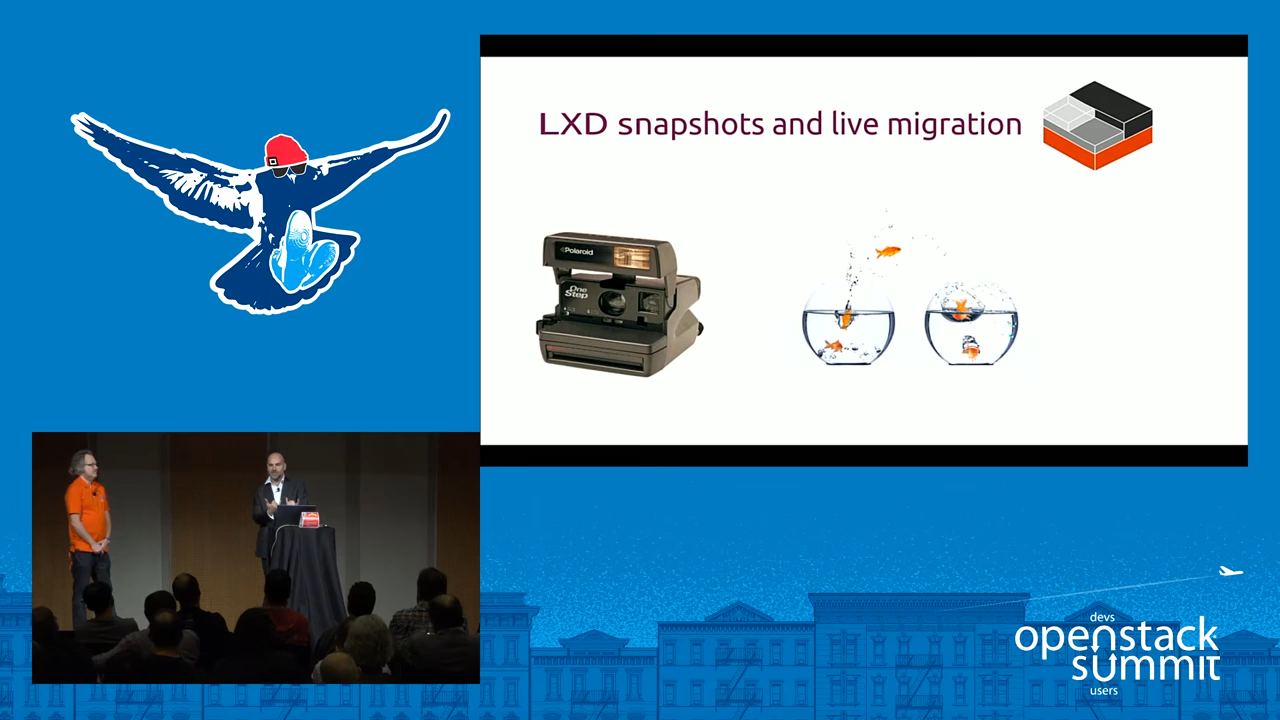 LXD snapshots and live migration
Polaroid
One
Step
devs
openstack
summit
users